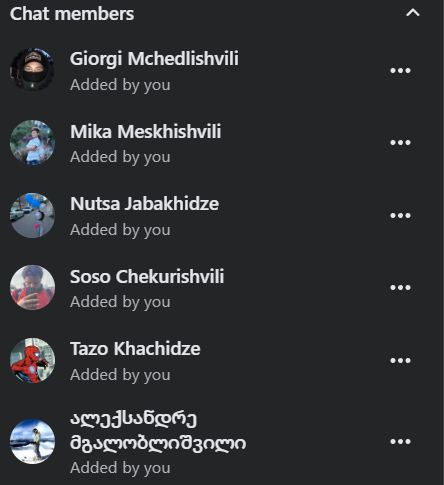 Chat members
Giorgi Mchedlishvili
Added by you
Mika Meskhishvili
Added by you
Nutsa Jabakhidze
Added by you
Soso Chekurishvili
Added by you
Tazo Khachidze
Added by you
ალექსანდრე
მგალობლიშვილი
Added by you